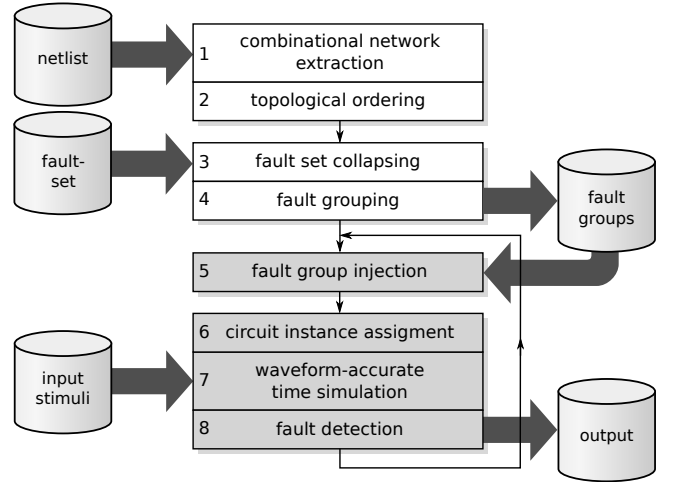 netlist
1 combinational network
extraction
2 topological ordering
fault-
set
3 fault set collapsing
4 fault grouping
fault
groups
5 fault group injection
input
stimuli
6 circuit instance assigment
7 waveform-accurate
time simulation
8 fault detection
output